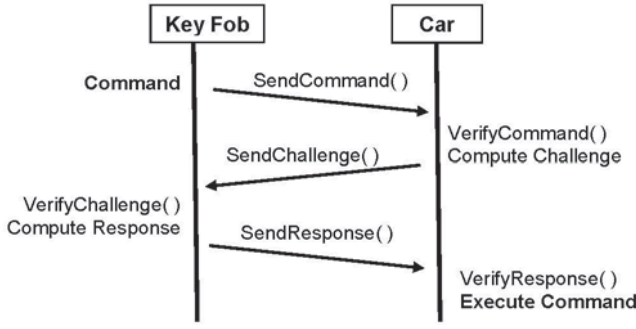 Key Fob
Car
Command
SendCommand( )
VerifyCommand( )
Compute Challenge
SendChallenge( )
VerifyChallenge( )
Compute Response
SendResponse( )
VerifyResponse( )
Execute Command